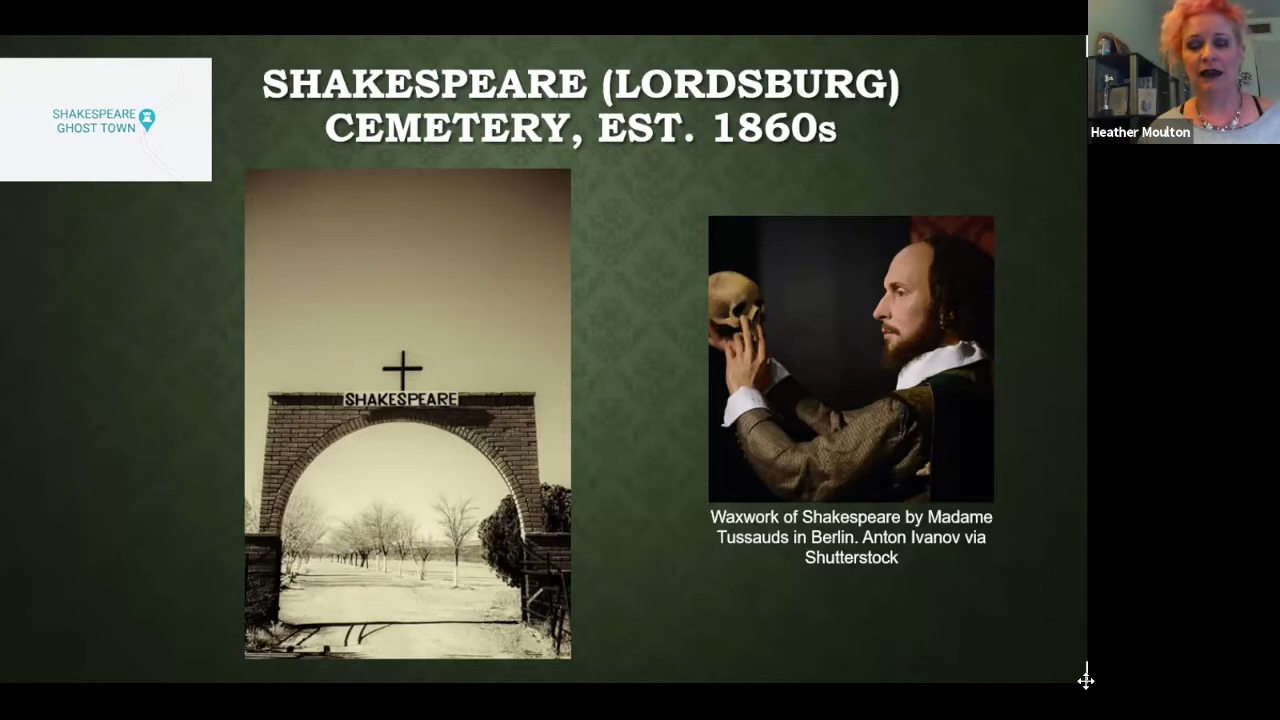 SHAKESPEARE
GHOST TOWN
SHAKESPEARE (LORDSBURG)
CEMETERY, EST. 1860s
SHAKESPEARE
Waxwork of Shakespeare by Madame
Tussauds in Berlin. Anton Ivanov via
Shutterstock
Heather Moulton